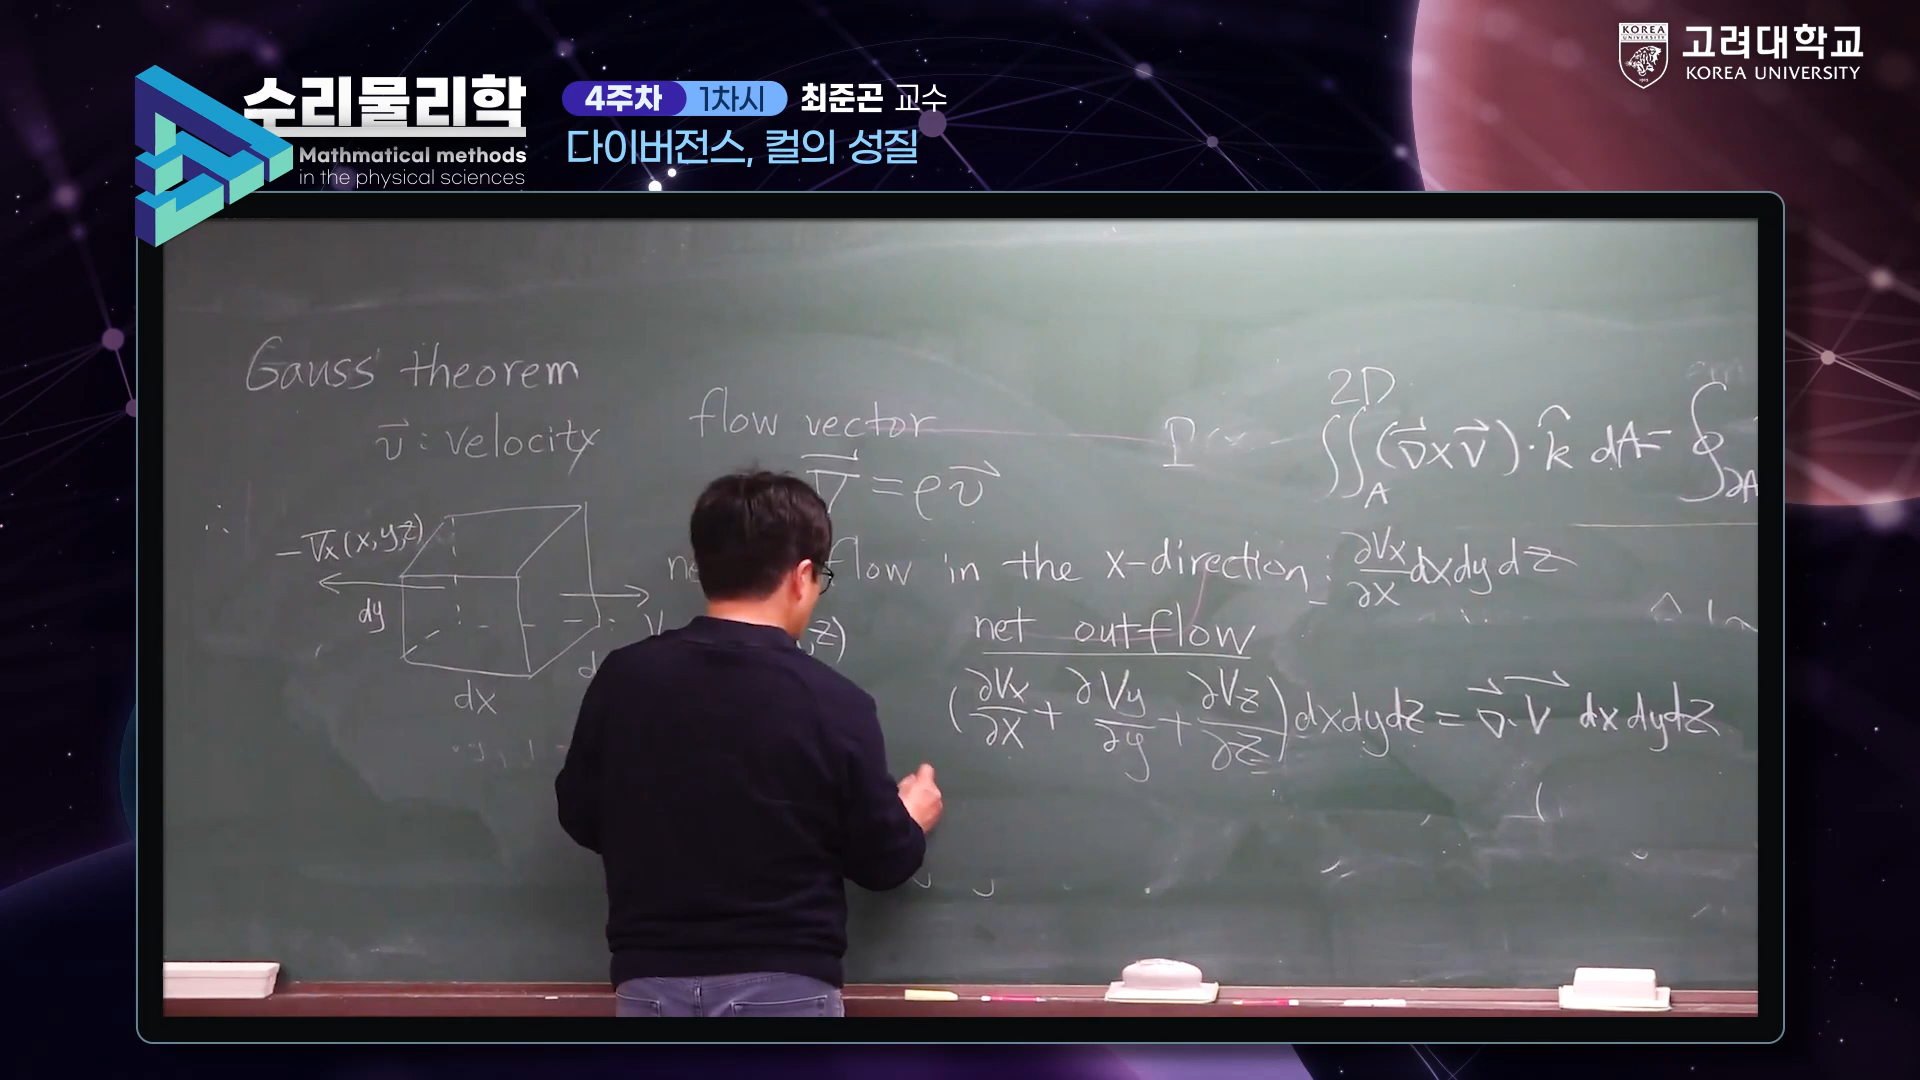 KOREA
UNIVERSITY
1905
고려대학교
KOREA UNIVERSITY
수리물리학
Mathmatical methods
in the physical sciences
4주차 1차시 최준곤 교수
다이버전스, 컬의 성질
Gauss' theorem
v⃗ : velocity
flow vector
V⃗ = ρv⃗
2D
∬_A (∇⃗×V⃗)·k̂ dA = ∮_∂A
-Vx(x,y,z)
dy
dx
flow in the x-direction : ∂Vx/∂x dxdydz
net outflow
(∂Vx/∂x + ∂Vy/∂y + ∂Vz/∂z) dxdydz = ∇⃗·V⃗ dxdydz